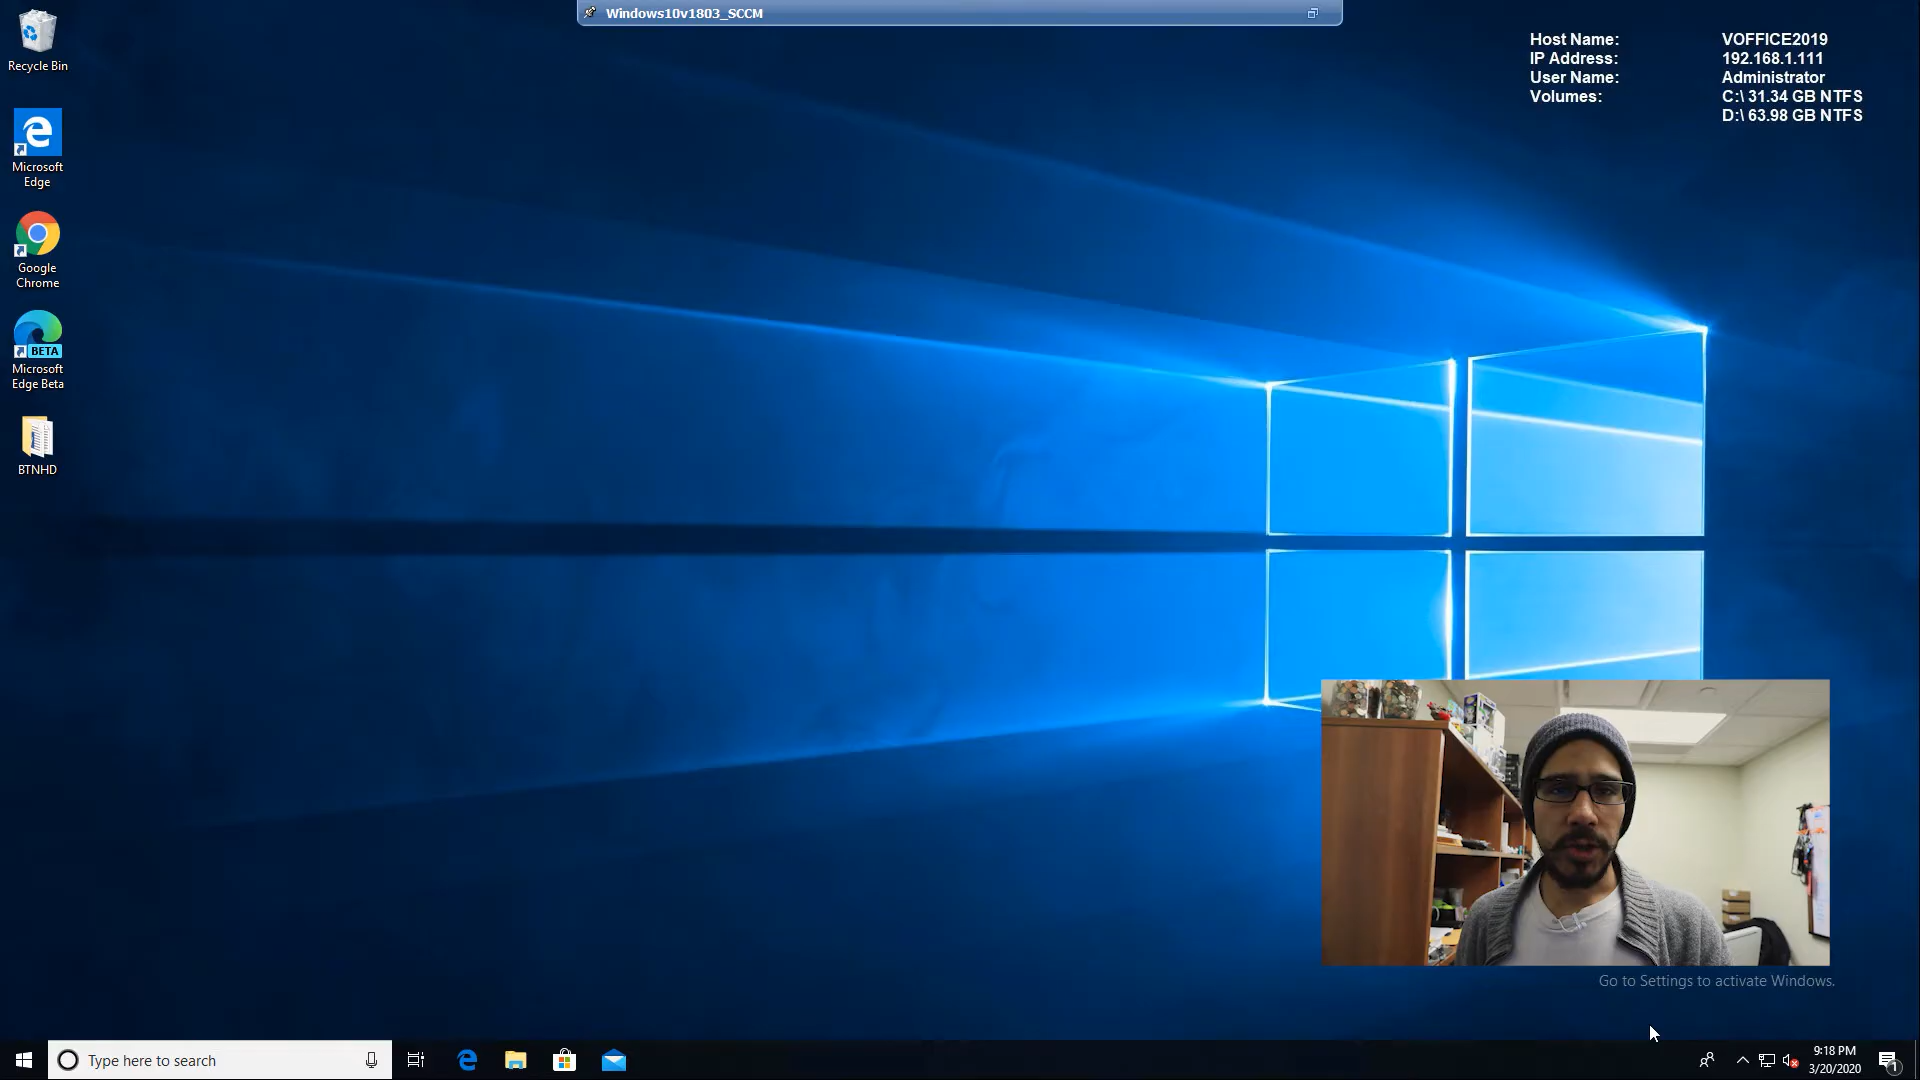 Windows10v1803_SCCM
Host Name: VOFFICE2019
IP Address: 192.168.1.111
User Name: Administrator
Volumes: C:\ 31.34 GB NTFS
D:\ 63.98 GB NTFS
Recycle Bin
Microsoft
Edge
Google
Chrome
BETA
Microsoft
Edge Beta
BTNHD
Go to Settings to activate Windows.
Type here to search
9:18 PM
3/20/2020
1